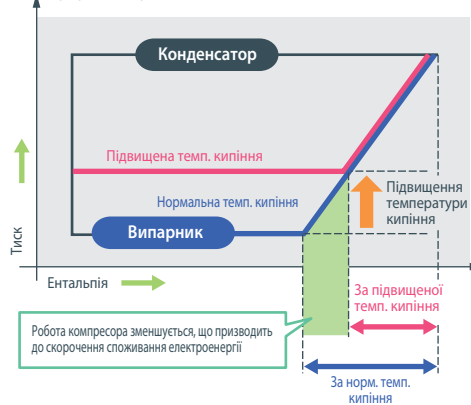 Конденсатор
Підвищена темп. кипіння
Нормальна темп. кипіння
Підвищення
температури
кипіння
Випарник
Тиск
Ентальпія
За підвищеної
темп. кипіння
Робота компресора зменшується, що призводить
до скорочення споживання електроенергії
За норм. темп.
кипіння